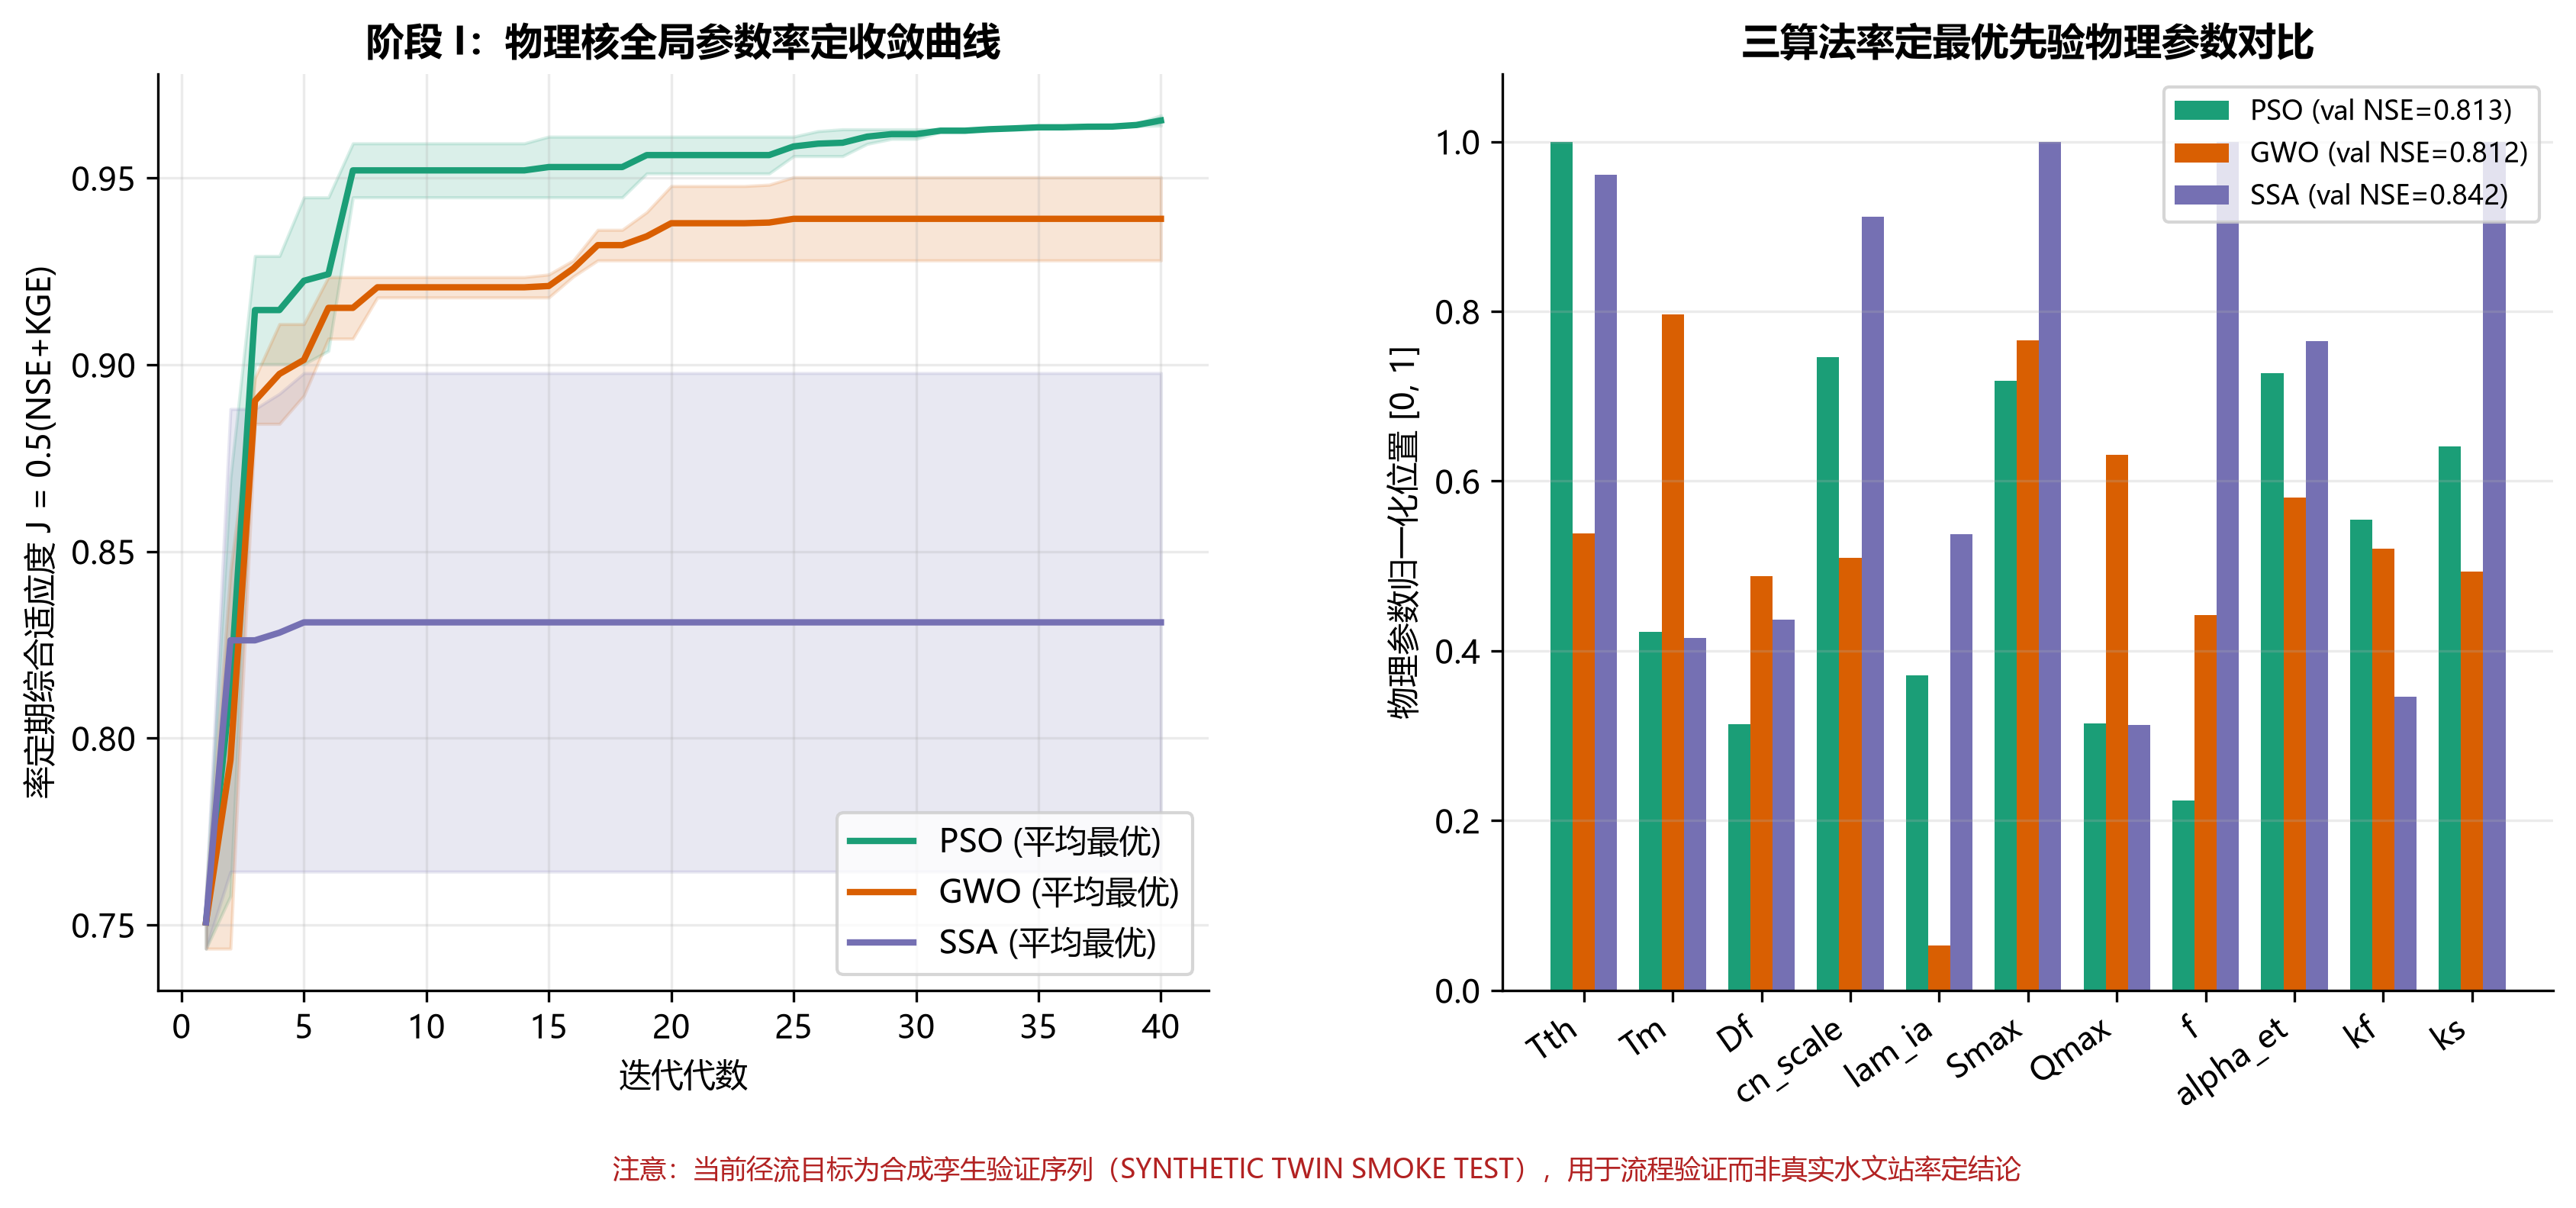 阶段 I：物理核全局参数率定收敛曲线
率定期综合适应度 J = 0.5(NSE+KGE)
0.95
0.90
0.85
0.80
0.75
0
5
10
15
20
25
30
35
40
迭代代数
PSO (平均最优)
GWO (平均最优)
SSA (平均最优)
三算法率定最优先验物理参数对比
物理参数归一化位置 [0, 1]
1.0
0.8
0.6
0.4
0.2
0.0
PSO (val NSE=0.813)
GWO (val NSE=0.812)
SSA (val NSE=0.842)
Tth
Tm
Df
cn_scale
lam_ia
Smax
Qmax
f
alpha_et
kf
ks
注意：当前径流目标为合成孪生验证序列（SYNTHETIC TWIN SMOKE TEST），用于流程验证而非真实水文站率定结论